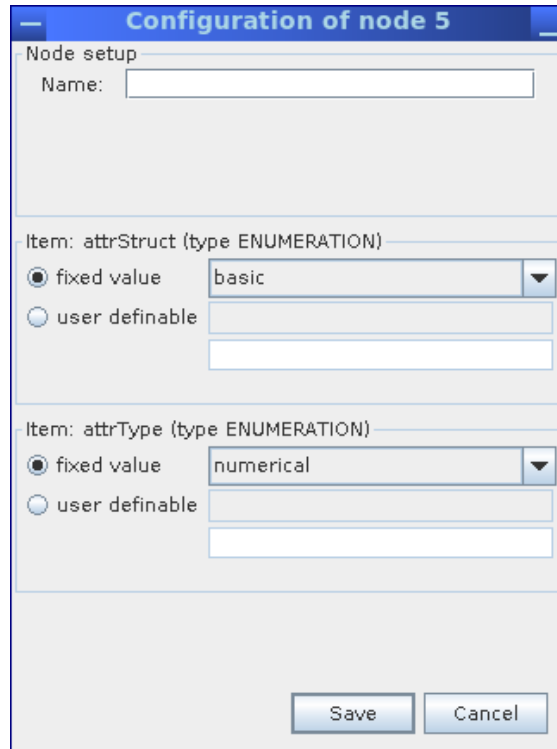 Configuration of node 5
Node setup
Name:
Item: attrStruct (type ENUMERATION)
fixed value basic
user definable
Item: attrType (type ENUMERATION)
fixed value numerical
user definable
Save Cancel